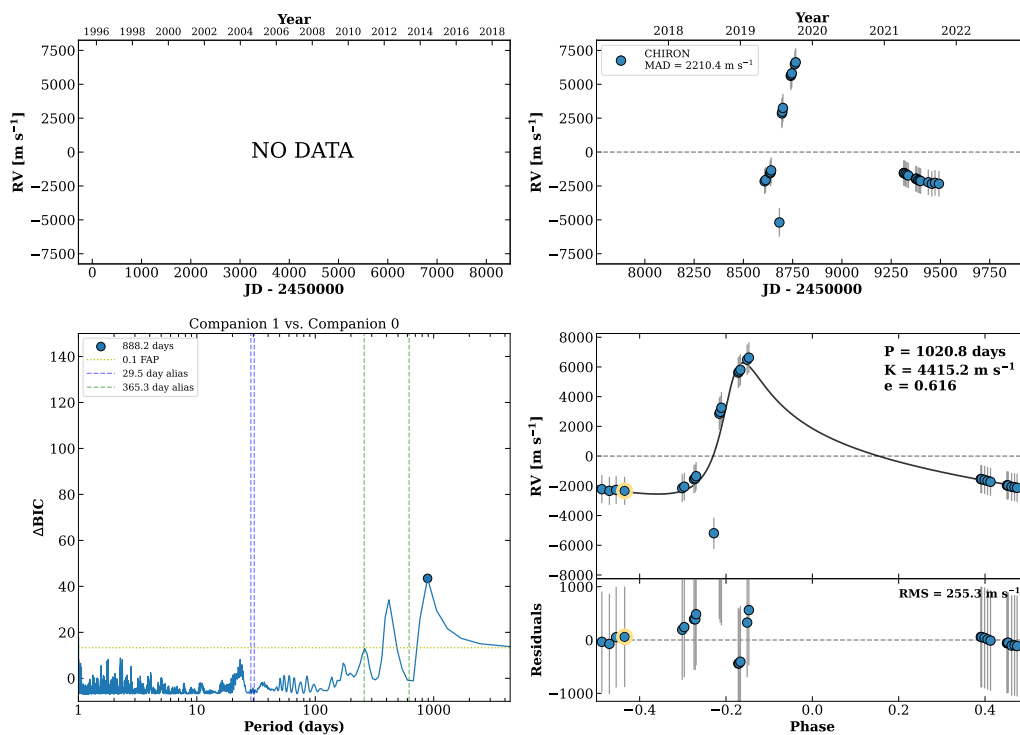 Year
1996 1998 2000 2002 2004 2006 2008 2010 2012 2014 2016 2018
7500
5000
2500
0
−2500
−5000
−7500
RV [m s⁻¹]
NO DATA
0 1000 2000 3000 4000 5000 6000 7000 8000
JD - 2450000
Year
2018 2019 2020 2021 2022
CHIRON
MAD = 2210.4 m s⁻¹
7500
5000
2500
0
−2500
−5000
−7500
RV [m s⁻¹]
8000 8250 8500 8750 9000 9250 9500 9750
JD - 2450000
Companion 1 vs. Companion 0
888.2 days
0.1 FAP
29.5 day alias
365.3 day alias
140
120
100
80
60
40
20
0
ΔBIC
1 10 100 1000
Period (days)
P = 1020.8 days
K = 4415.2 m s⁻¹
e = 0.616
8000
6000
4000
2000
0
−2000
−4000
−6000
−8000
RV [m s⁻¹]
RMS = 255.3 m s⁻¹
1000
0
−1000
Residuals
−0.4 −0.2 0.0 0.2 0.4
Phase